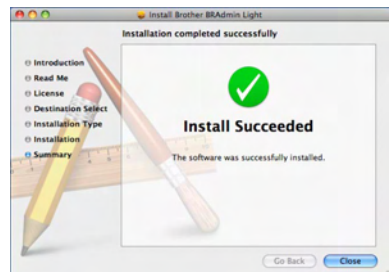 Install Brother BRAdmin Light
Installation completed successfully
Introduction
Read Me
License
Destination Select
Installation Type
Installation
Summary
Install Succeeded
The software was successfully installed.
Go Back
Close